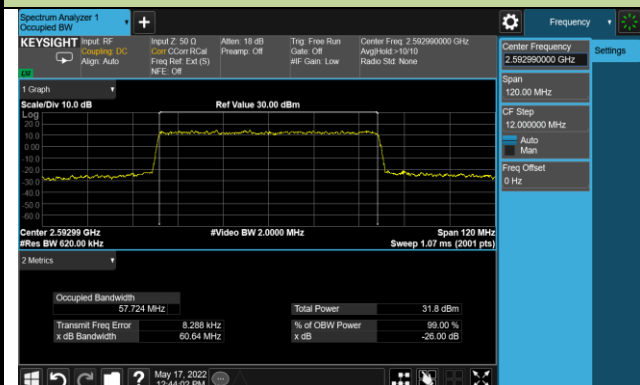 Spectrum Analyzer 1
Occupied BW
Frequency
KEYSIGHT
Input: RF
Coupling: DC
Align: Auto
Input Z: 50 Ω
Corr CCorr RCal
Freq Ref: Ext (S)
NFE: Off
Atten: 18 dB
Preamp: Off
Trig: Free Run
Gate: Off
#IF Gain: Low
Center Freq: 2.592990000 GHz
Avg|Hold:>10/10
Radio Std: None
Center Frequency
2.592990000 GHz
Settings
Span
120.00 MHz
CF Step
12.000000 MHz
Auto
Man
Freq Offset
0 Hz
1 Graph
Scale/Div 10.0 dB
Ref Value 30.00 dBm
Log
20.0
10.0
0.00
-10.0
-20.0
-30.0
-40.0
-50.0
-60.0
Center 2.59299 GHz
#Video BW 2.0000 MHz
Span 120 MHz
#Res BW 620.00 kHz
Sweep 1.07 ms (2001 pts)
2 Metrics
Occupied Bandwidth
57.724 MHz
Total Power
31.8 dBm
Transmit Freq Error
8.288 kHz
% of OBW Power
99.00 %
x dB Bandwidth
60.64 MHz
x dB
-26.00 dB
?
May 17, 2022
12:44:02 PM